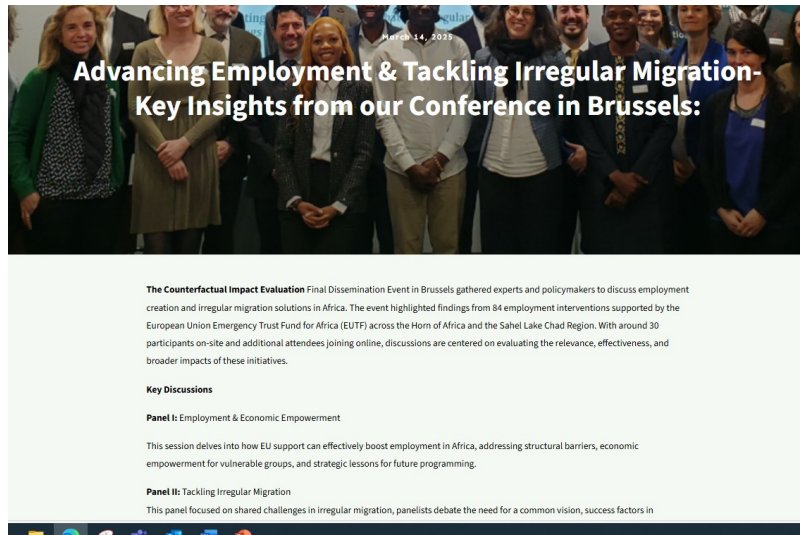 March 14, 2025
Advancing Employment & Tackling Irregular Migration-
Key Insights from our Conference in Brussels:
The Counterfactual Impact Evaluation Final Dissemination Event in Brussels gathered experts and policymakers to discuss employment
creation and irregular migration solutions in Africa. The event highlighted findings from 84 employment interventions supported by the
European Union Emergency Trust Fund for Africa (EUTF) across the Horn of Africa and the Sahel Lake Chad Region. With around 30
participants on-site and additional attendees joining online, discussions are centered on evaluating the relevance, effectiveness, and
broader impacts of these initiatives.
Key Discussions
Panel I: Employment & Economic Empowerment
This session delves into how EU support can effectively boost employment in Africa, addressing structural barriers, economic
empowerment for vulnerable groups, and strategic lessons for future programming.
Panel II: Tackling Irregular Migration
This panel focused on shared challenges in irregular migration, panelists debate the need for a common vision, success factors in